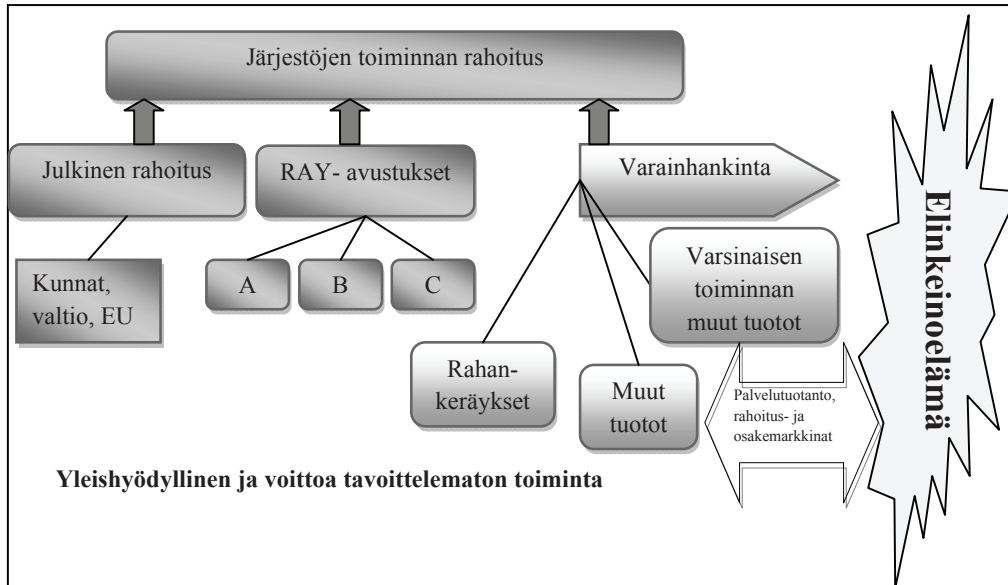 Järjestöjen toiminnan rahoitus
Julkinen rahoitus
RAY- avustukset
Varainhankinta
Kunnat,
valtio, EU
A
B
C
Varsinaisen
toiminnan
muut tuotot
Rahan-
keräykset
Muut
tuotot
Palvelutuotanto,
rahoitus- ja
osakemarkkinat
Elinkeinoelämä
Yleishyödyllinen ja voittoa tavoittelematon toiminta